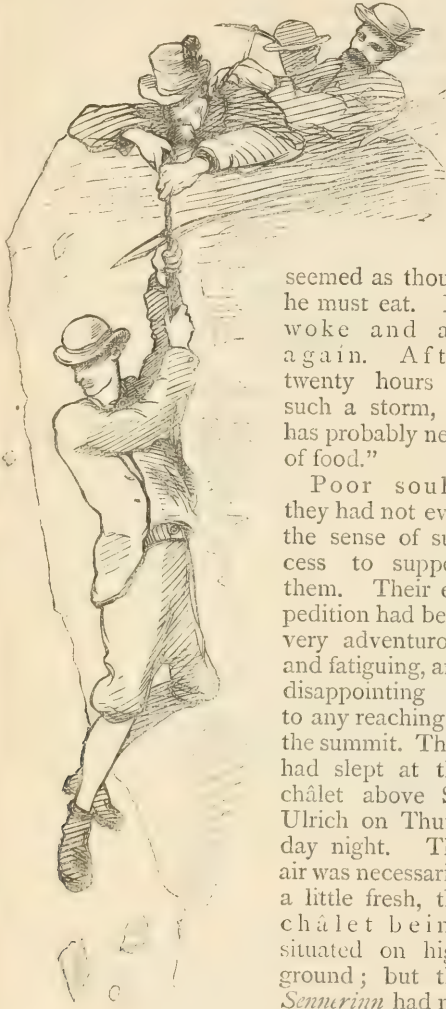 seemed as thou
he must eat.
woke and a
again. Aft
twenty hours
such a storm,
has probably ne
of food."
Poor soul
they had not ev
the sense of su
cess to suppo
them. Their e
pedition had be
very adventuro
and fatiguing, a
disappointing
to any reaching
the summit. Th
had slept at t
châlet above S
Ulrich on Thu
day night. T
air was necessari
a little fresh, t
châlet bein
situated on hig
ground; but t
Sennerinn had n